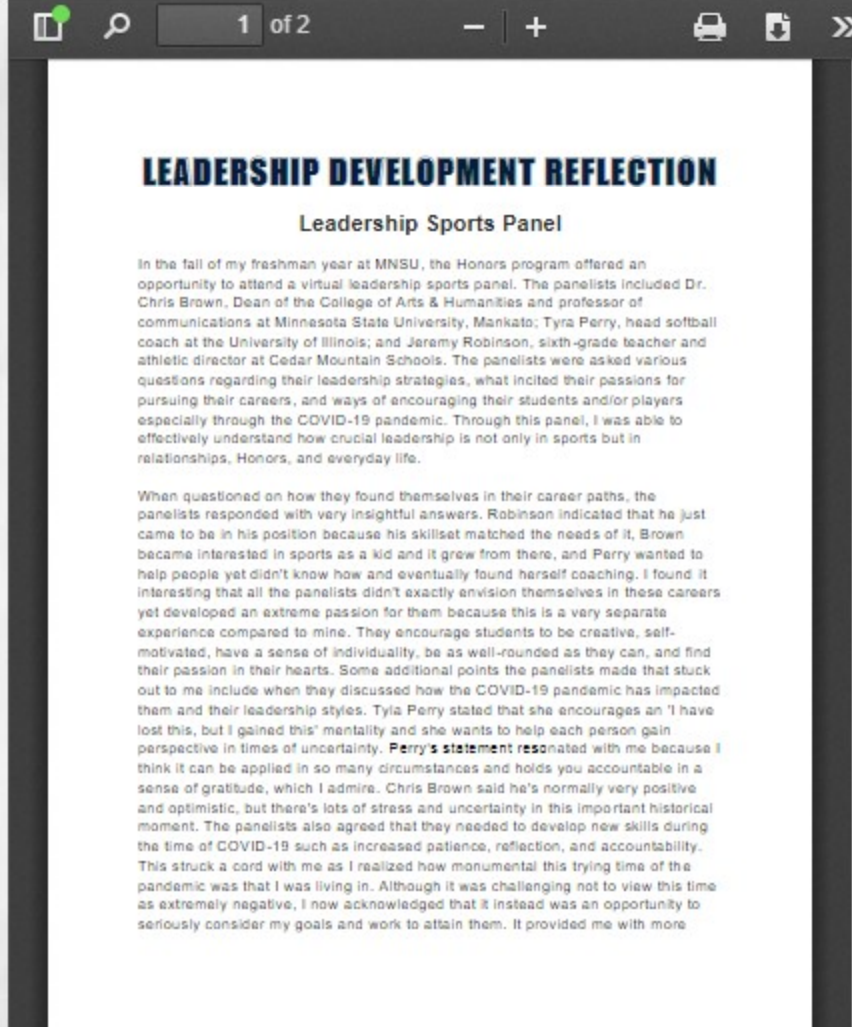 1 of 2
LEADERSHIP DEVELOPMENT REFLECTION
Leadership Sports Panel
In the fall of my freshman year at MNSU, the Honors program offered an
opportunity to attend a virtual leadership sports panel. The panelists included Dr.
Chris Brown, Dean of the College of Arts & Humanities and professor of
communications at Minnesota State University, Mankato; Tyra Perry, head softball
coach at the University of Illinois; and Jeremy Robinson, sixth-grade teacher and
athletic director at Cedar Mountain Schools. The panelists were asked various
questions regarding their leadership strategies, what incited their passions for
pursuing their careers, and ways of encouraging their students and/or players
especially through the COVID-19 pandemic. Through this panel, I was able to
effectively understand how crucial leadership is not only in sports but in
relationships, Honors, and everyday life.
When questioned on how they found themselves in their career paths, the
panelists responded with very insightful answers. Robinson indicated that he just
came to be in his position because his skillset matched the needs of it, Brown
became interested in sports as a kid and it grew from there, and Perry wanted to
help people yet didn't know how and eventually found herself coaching. I found it
interesting that all the panelists didn't exactly envision themselves in these careers
yet developed an extreme passion for them because this is a very separate
experience compared to mine. They encourage students to be creative, self-
motivated, have a sense of individuality, be as well-rounded as they can, and find
their passion in their hearts. Some additional points the panelists made that stuck
out to me include when they discussed how the COVID-19 pandemic has impacted
them and their leadership styles. Tyla Perry stated that she encourages an 'I have
lost this, but I gained this' mentality and she wants to help each person gain
perspective in times of uncertainty. Perry's statement resonated with me because I
think it can be applied in so many circumstances and holds you accountable in a
sense of gratitude, which I admire. Chris Brown said he's normally very positive
and optimistic, but there's lots of stress and uncertainty in this important historical
moment. The panelists also agreed that they needed to develop new skills during
the time of COVID-19 such as increased patience, reflection, and accountability.
This struck a cord with me as I realized how monumental this trying time of the
pandemic was that I was living in. Although it was challenging not to view this time
as extremely negative, I now acknowledged that it instead was an opportunity to
seriously consider my goals and work to attain them. It provided me with more